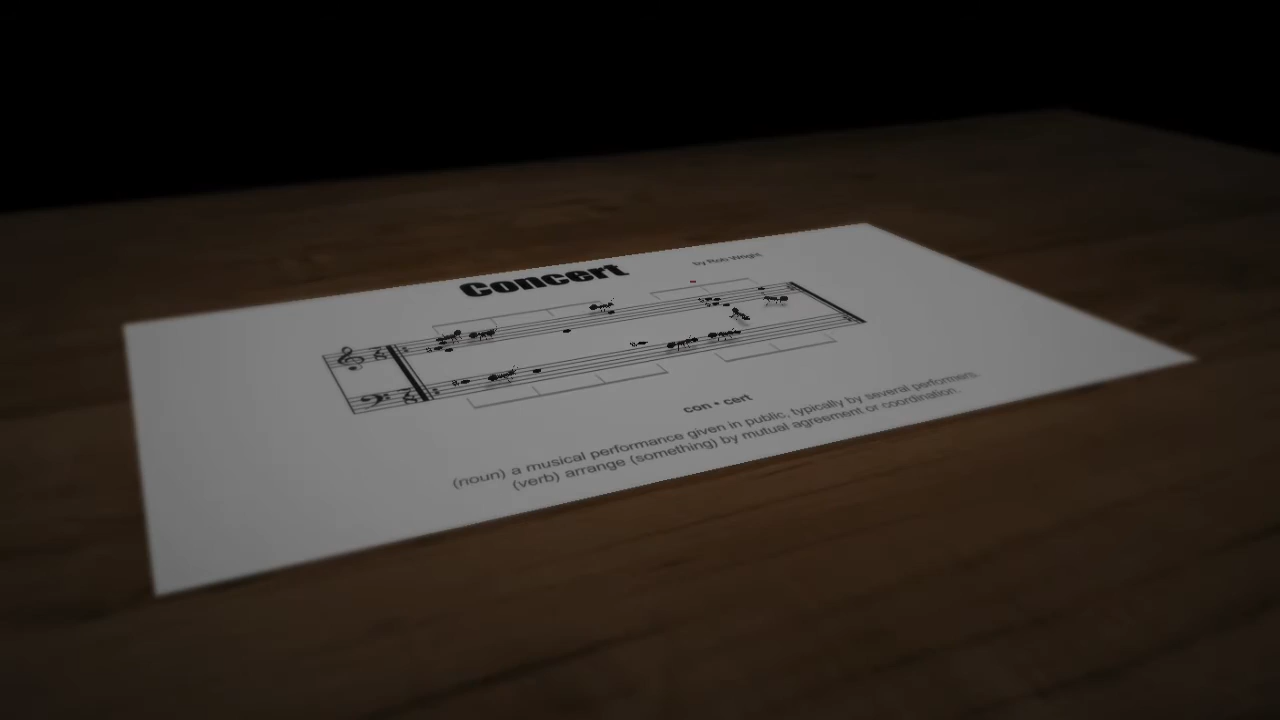 Concert
by Rob Wright
con • cert
(noun) a musical performance given in public, typically by several performers.
(verb) arrange (something) by mutual agreement or coordination.